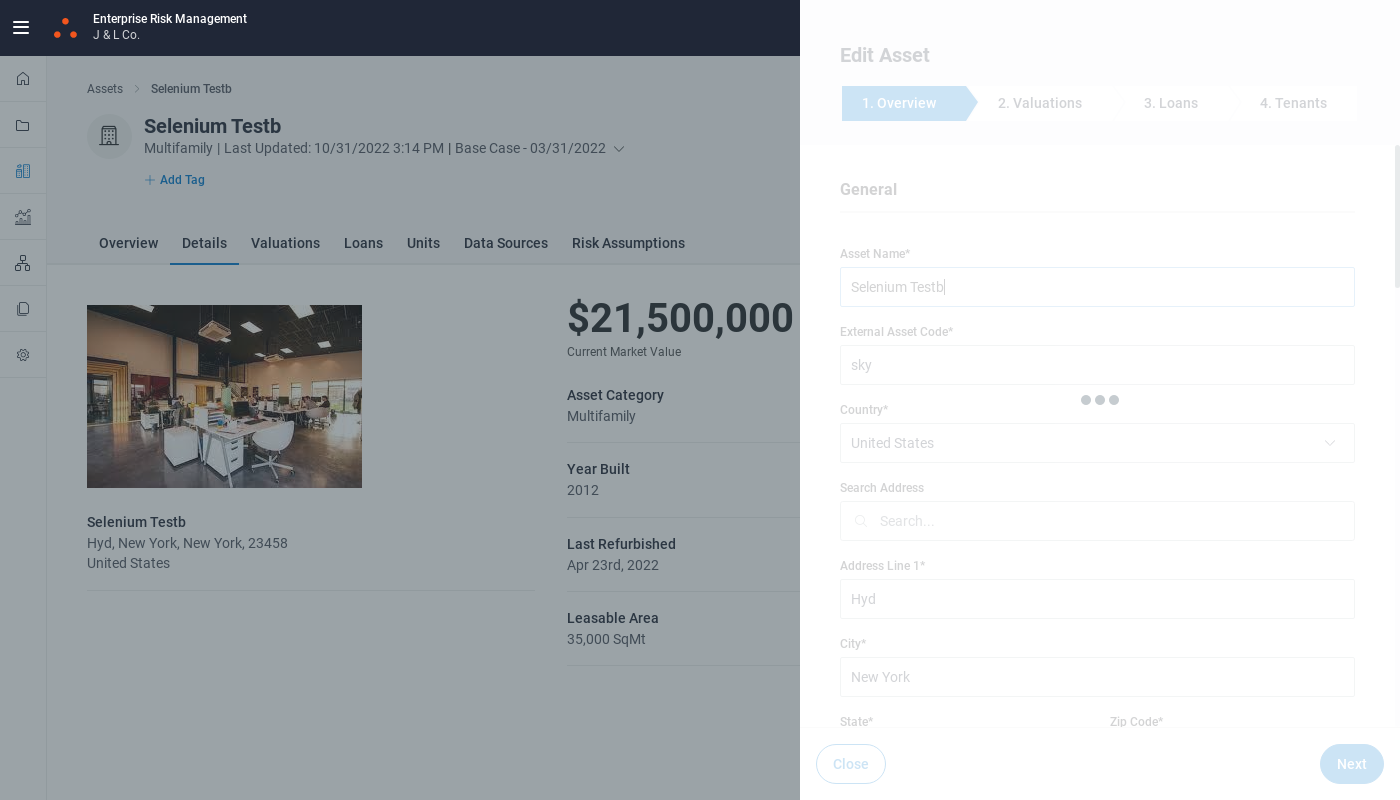 Enterprise Risk Management
J & L Co.
Assets
Selenium Testb
Selenium Testb
Multifamily | Last Updated: 10/31/2022 3:14 PM | Base Case - 03/31/2022
Add Tag
Overview
Details
Valuations
Loans
Units
Data Sources
Risk Assumptions
Selenium Testb
Hyd, New York, New York, 23458
United States
$21,500,000
Current Market Value
Asset Category
Multifamily
Year Built
2012
Last Refurbished
Apr 23rd, 2022
Leasable Area
35,000 SqMt
Edit Asset
1. Overview
2. Valuations
3. Loans
4. Tenants
General
Asset Name*
Selenium Testb
External Asset Code*
sky
Country*
United States
Search Address
Search...
Address Line 1*
Hyd
City*
New York
State*
Zip Code*
Close
Next